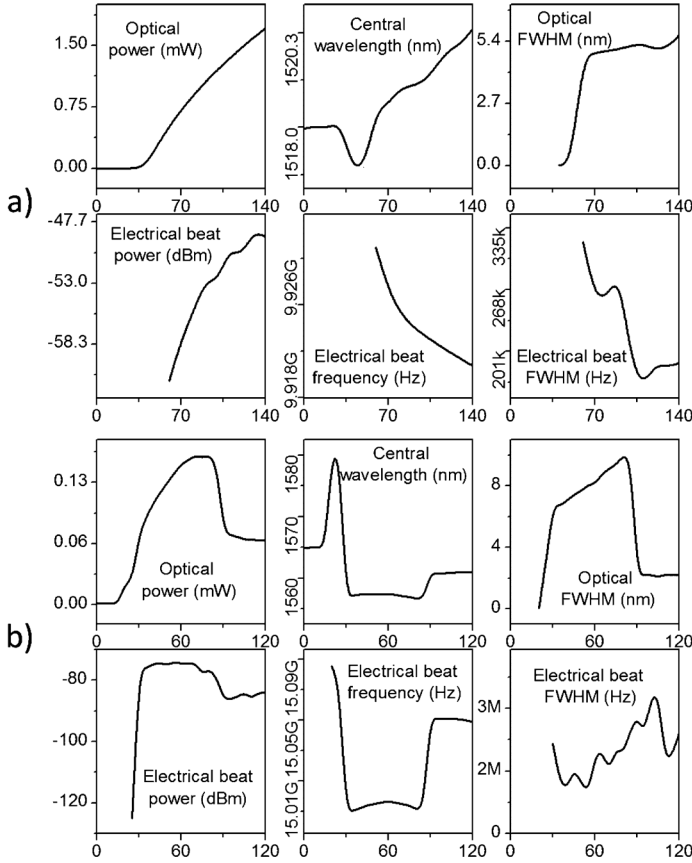 a)
Optical
power (mW)
1.50
0.75
0.00
0 70 140
Central
wavelength (nm)
1520.3
1518.0
0 70 140
Optical
FWHM (nm)
5.4
2.7
0.0
0 70 140
Electrical beat
power (dBm)
-47.7
-53.0
-58.3
0 70 140
Electrical beat
frequency (Hz)
9.926G
9.918G
0 70 140
Electrical beat
FWHM (Hz)
335k
268k
201k
0 70 140
b)
Optical
power (mW)
0.13
0.06
0.00
0 60 120
Central
wavelength (nm)
1580
1570
1560
0 60 120
Optical
FWHM (nm)
8
4
0
0 60 120
Electrical beat
power (dBm)
-80
-100
-120
0 60 120
Electrical beat
frequency (Hz)
15.09G
15.05G
15.01G
0 60 120
Electrical beat
FWHM (Hz)
3M
2M
0
0 60 120